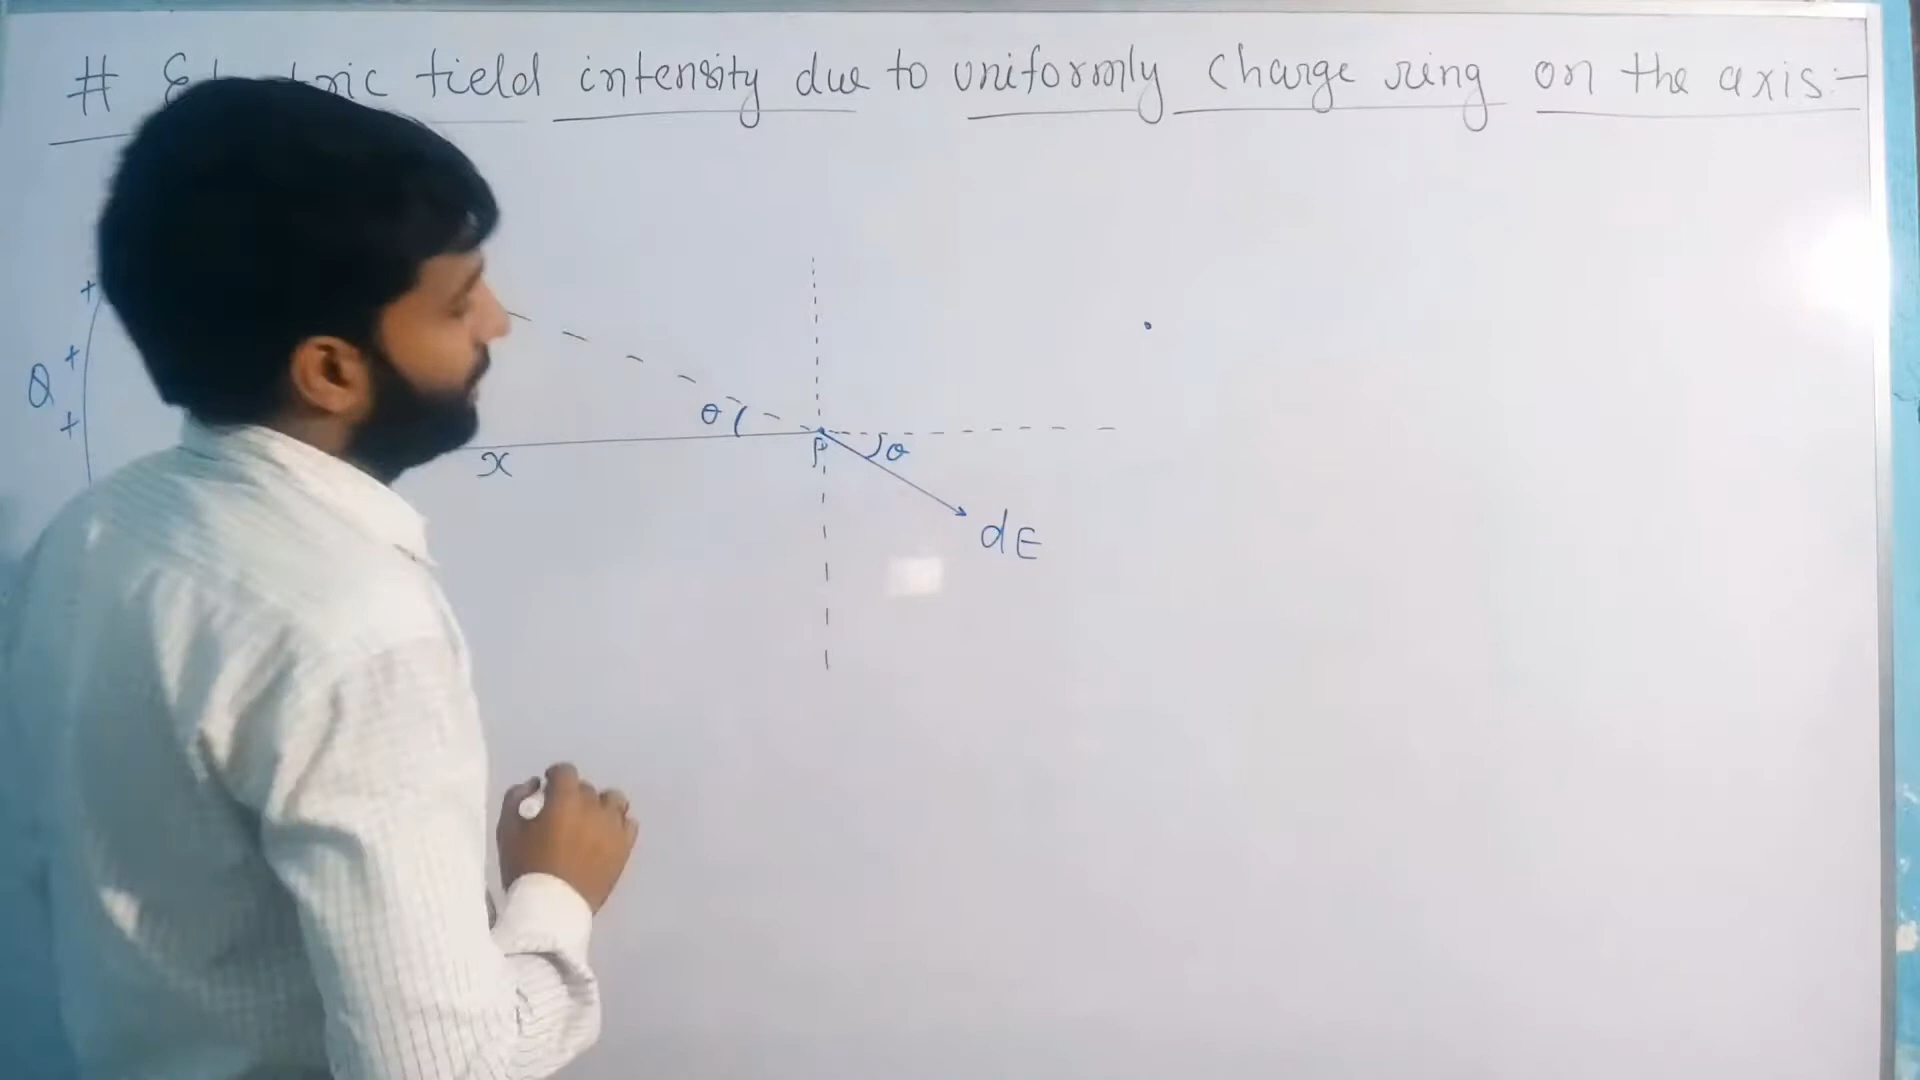 # Electric field intensity due to uniformly charge ring on the axis:-
+
+
Q
+
θ
x
P
θ
dE